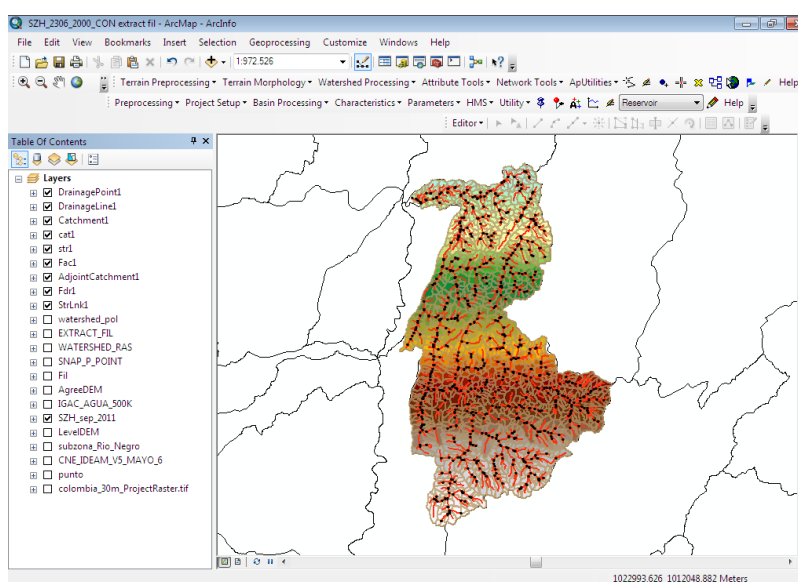 SZH_2306_2000_CON extract fil - ArcMap - ArcInfo
File Edit View Bookmarks Insert Selection Geoprocessing Customize Windows Help
1:972.526
Terrain Preprocessing Terrain Morphology Watershed Processing Attribute Tools Network Tools ApUtilities Help
Preprocessing Project Setup Basin Processing Characteristics Parameters HMS Utility Reservoir Help
Editor
Table Of Contents
Layers
DrainagePoint1
DrainageLine1
Catchment1
cat1
str1
Fac1
AdjointCatchment1
Fdr1
StrLnk1
watershed_pol
EXTRACT_FIL
WATERSHED_RAS
SNAP_P_POINT
Fil
AgreeDEM
IGAC_AGUA_500K
SZH_sep_2011
LevelDEM
subzona_Rio_Negro
CNE_IDEAM_V5_MAYO_6
punto
colombia_30m_ProjectRaster.tif
1022993.626 1012048.882 Meters